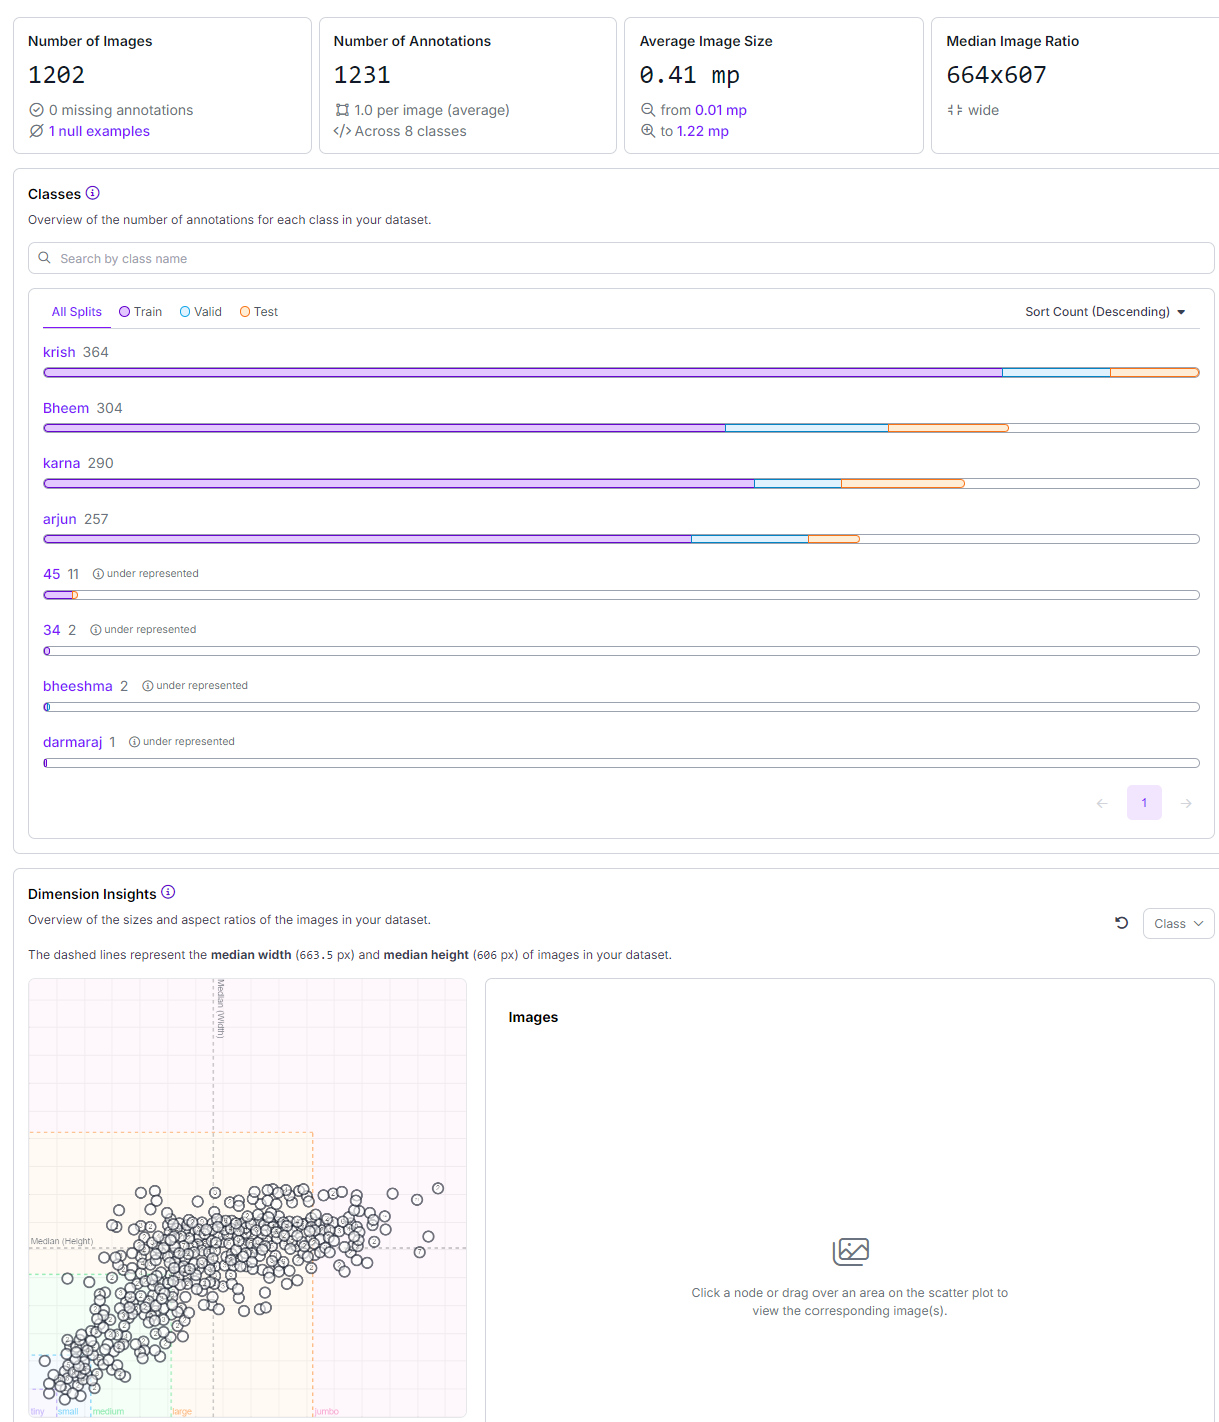 Number of Images
1202
0 missing annotations
1 null examples
Number of Annotations
1231
1.0 per image (average)
Across 8 classes
Average Image Size
0.41 mp
from 0.01 mp
to 1.22 mp
Median Image Ratio
664x607
wide
Classes
Overview of the number of annotations for each class in your dataset.
Search by class name
All Splits Train Valid Test Sort Count (Descending)
krish 364
Bheem 304
karna 290
arjun 257
45 11 under represented
34 2 under represented
bheeshma 2 under represented
darmaraj 1 under represented
1
Dimension Insights
Overview of the sizes and aspect ratios of the images in your dataset.
Class
The dashed lines represent the median width (663.5 px) and median height (606 px) of images in your dataset.
Median (Width)
Median (Height)
tiny small medium large jumbo
Images
Click a node or drag over an area on the scatter plot to
view the corresponding image(s).